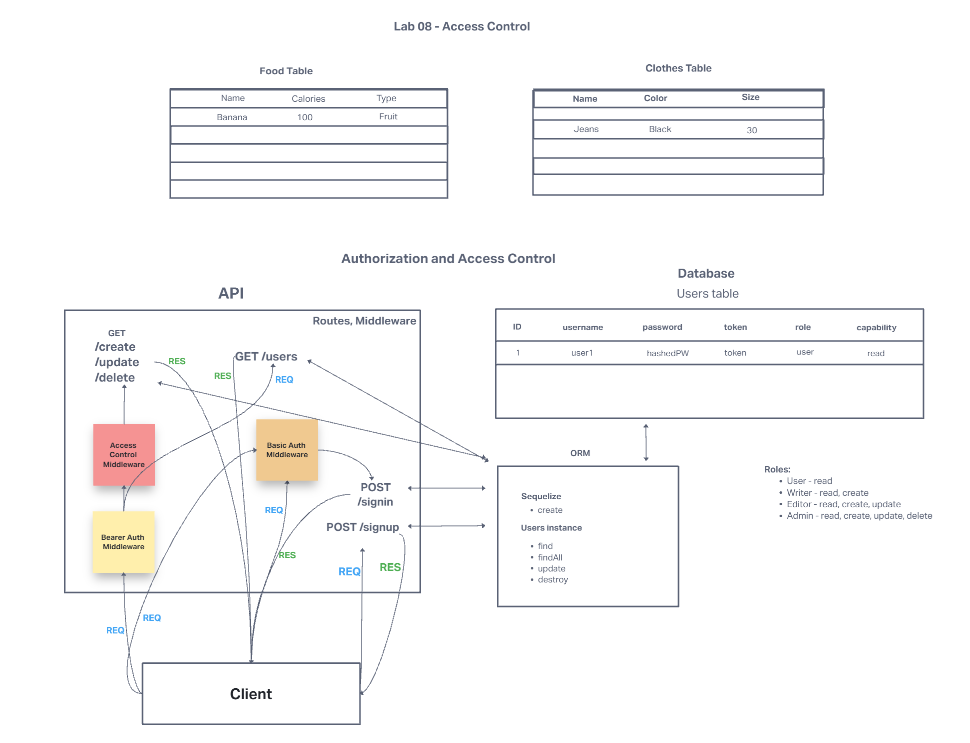 Lab 08 - Access Control
Food Table
Name Calories Type
Banana 100 Fruit
Clothes Table
Name Color Size
Jeans Black 30
Authorization and Access Control
API
Routes, Middleware
GET
/create
/update
/delete
RES
GET /users
RES
REQ
Access
Control
Middleware
Basic Auth
Middleware
Bearer Auth
Middleware
POST
/signin
REQ
POST /signup
RES
REQ
RES
REQ
REQ
Client
Database
Users table
ID username password token role capability
1 user1 hashedPW token user read
ORM
Sequelize
• create
Users instance
• find
• findAll
• update
• destroy
Roles:
• User - read
• Writer - read, create
• Editor - read, create, update
• Admin - read, create, update, delete